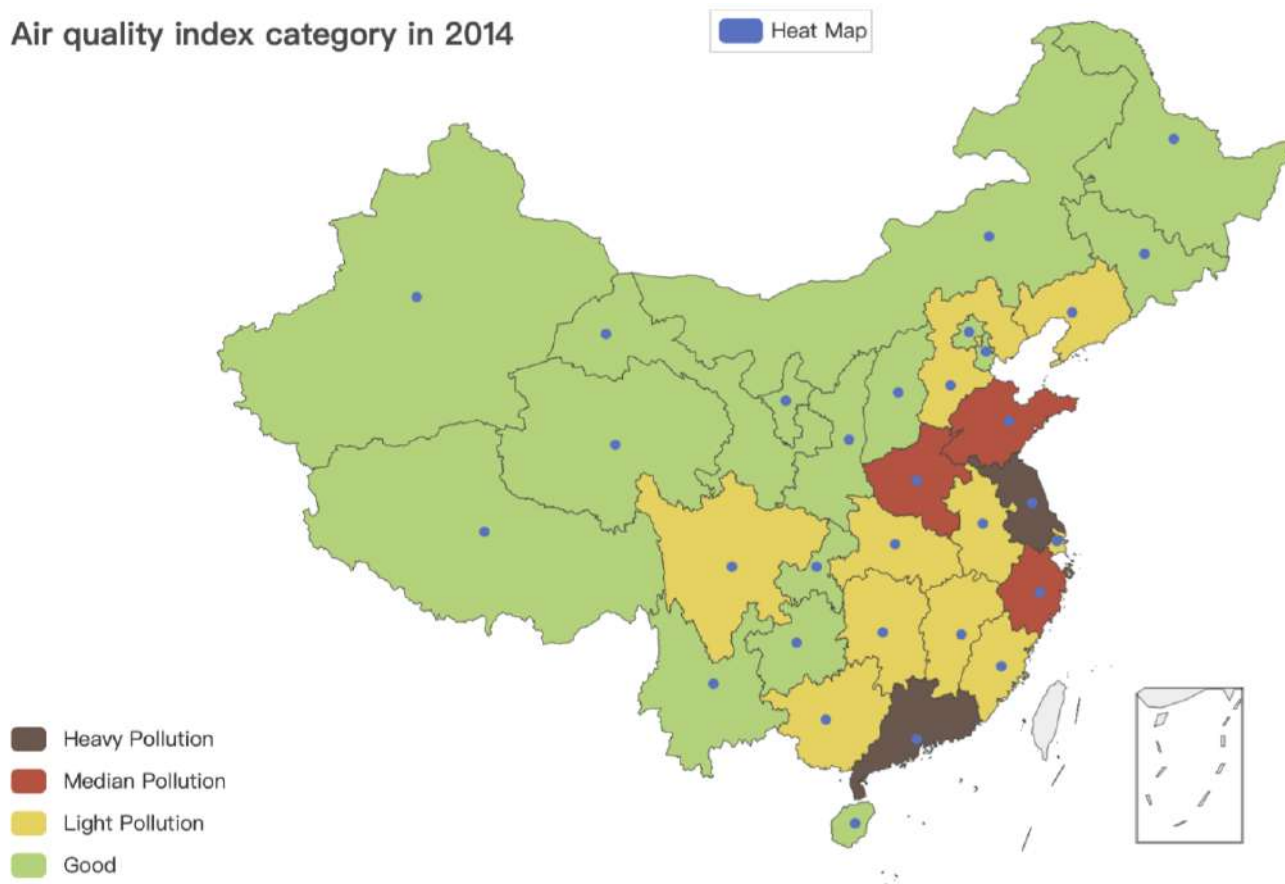 Air quality index category in 2014
Heat Map
Heavy Pollution
Median Pollution
Light Pollution
Good